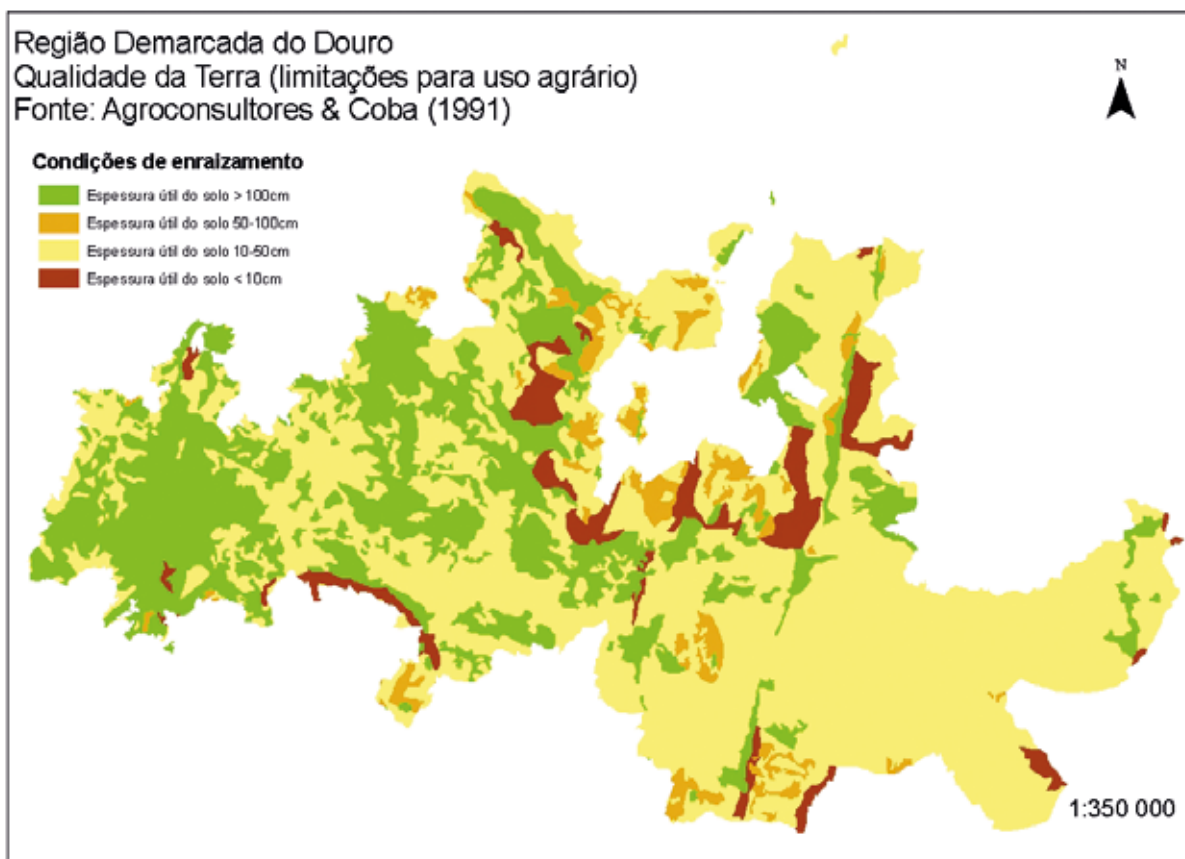 Região Demarcada do Douro
Qualidade da Terra (limitações para uso agrário)
Fonte: Agroconsultores & Coba (1991)
N
Condições de enraizamento
Espessura útil do solo > 100cm
Espessura útil do solo 50-100cm
Espessura útil do solo 10-50cm
Espessura útil do solo < 10cm
1:350 000